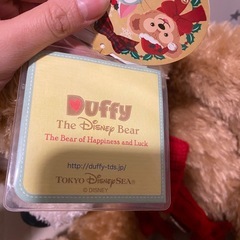 Duffy
The Disney Bear
The Bear of Happiness and Luck
http://duffy-tds.jp/
TOKYO DISNEYSEA®
© DISNEY